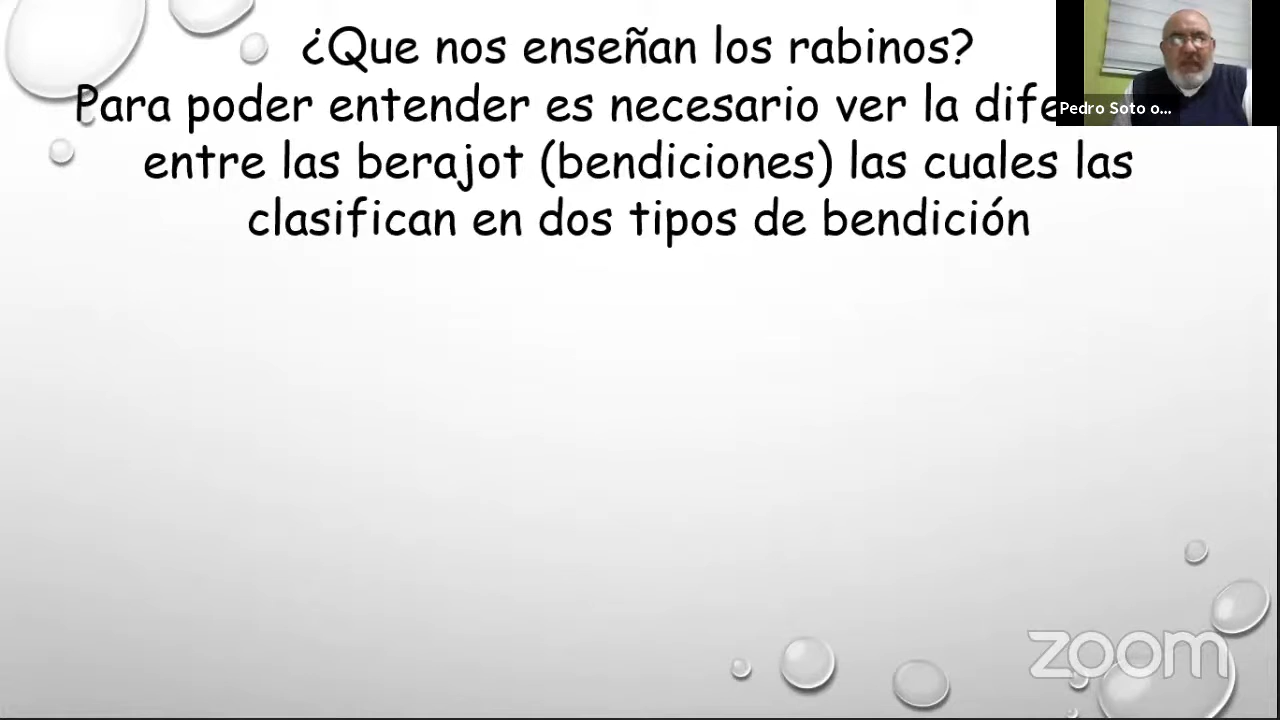 ¿Que nos enseñan los rabinos?
Para poder entender es necesario ver la
entre las berajot (bendiciones) las cuales las
clasifican en dos tipos de bendición
Pedro Soto o...
zoom